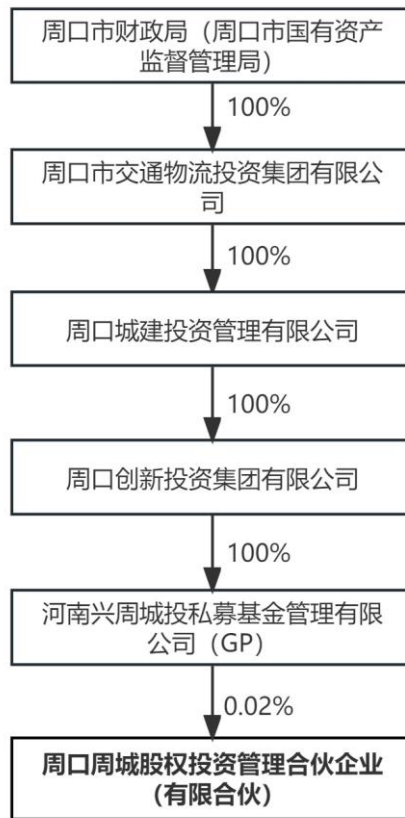 周口市财政局（周口市国有资产
监督管理局）
100%
周口市交通物流投资集团有限公
司
100%
周口城建投资管理有限公司
100%
周口创新投资集团有限公司
100%
河南兴周城投私募基金管理有限
公司（GP）
0.02%
周口周城股权投资管理合伙企业
（有限合伙）